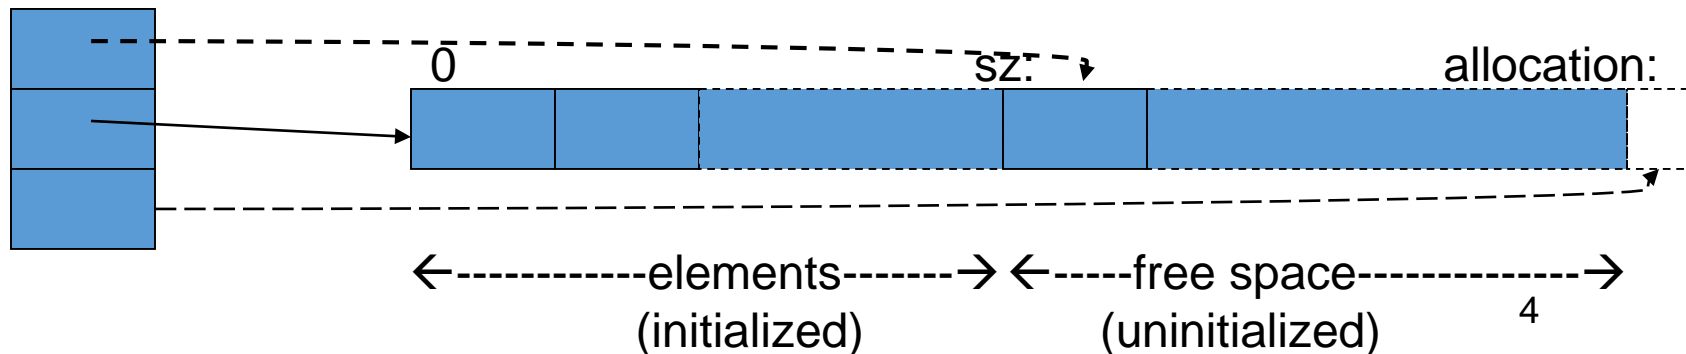 0 sz: allocation:
←------------elements-------→ ←-----free space--------------→
(initialized) (uninitialized) 4